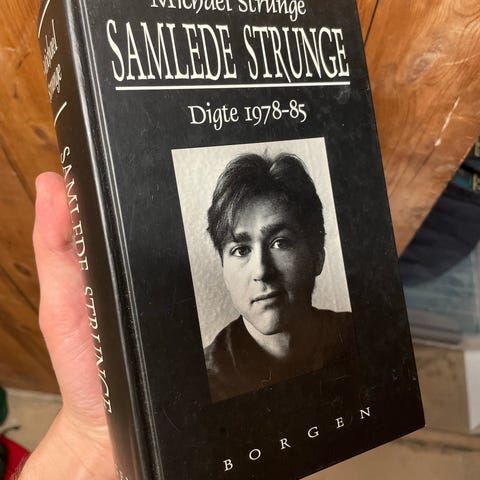 Michael Strunge
SAMLEDE STRUNGE
Digte 1978-85
BORGEN
SAMLEDE STRUNGE